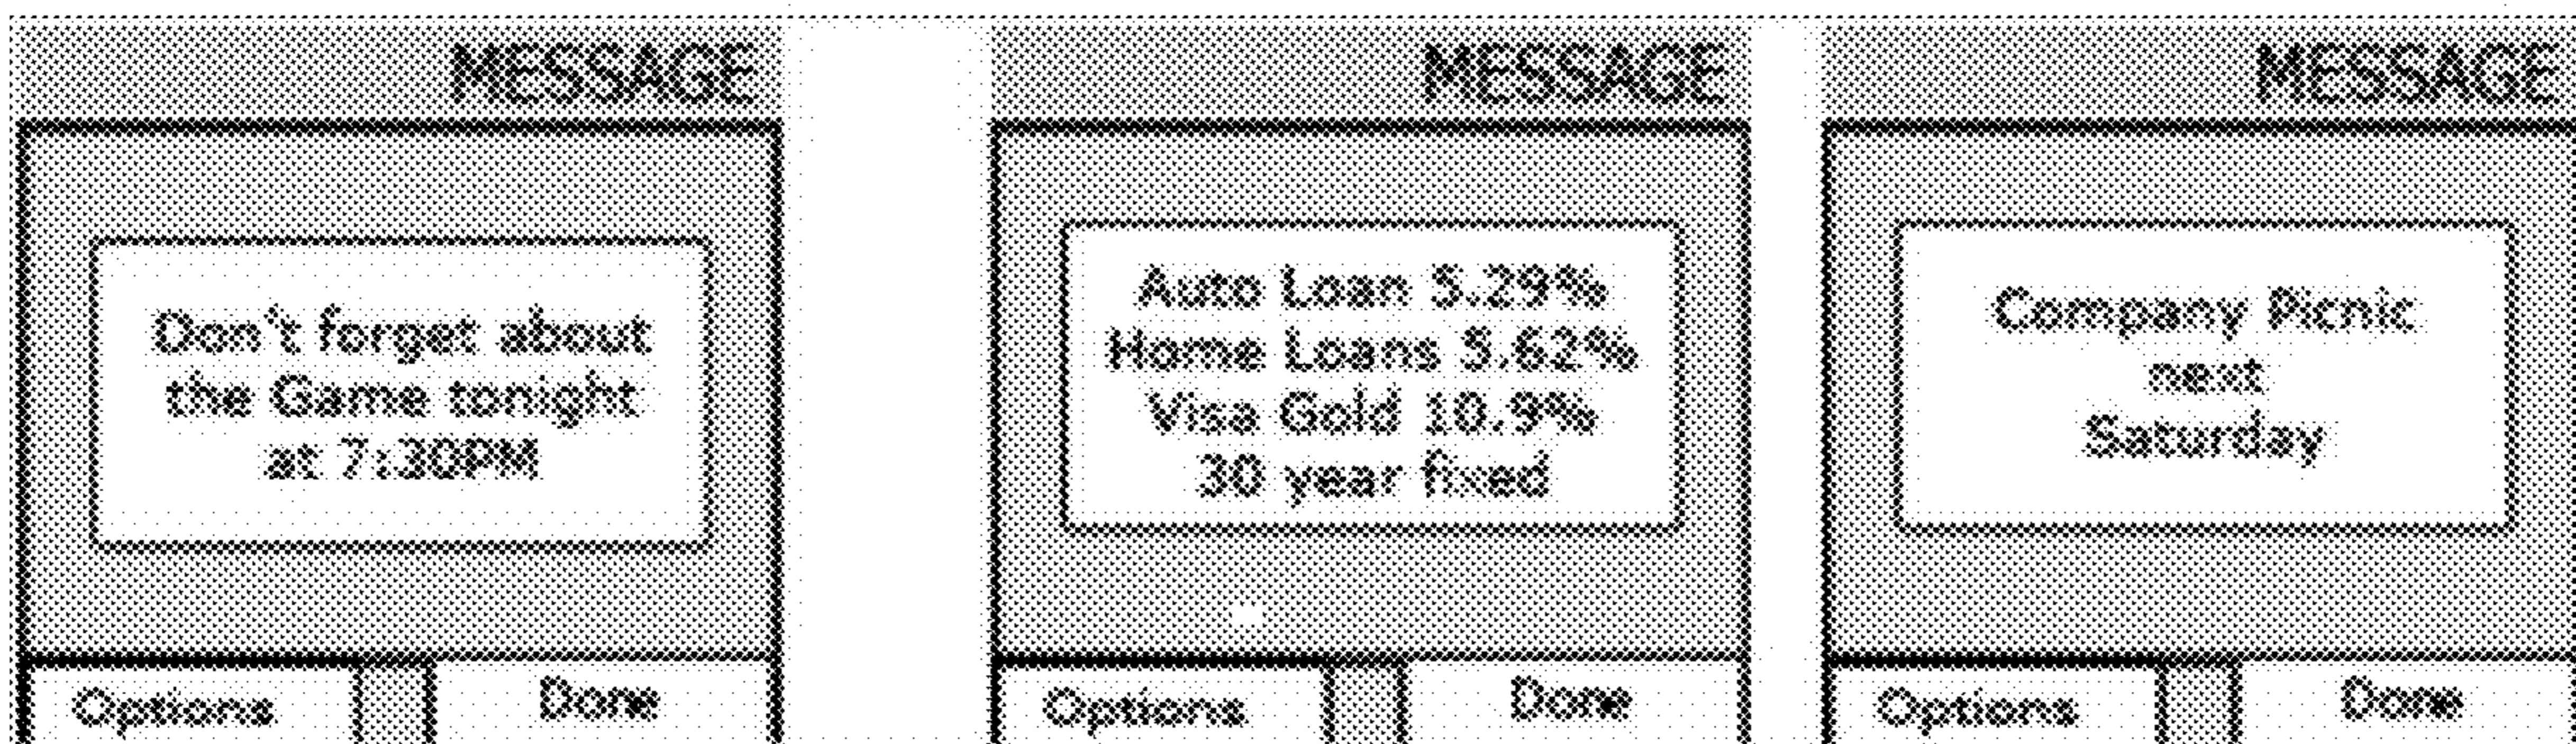 MESSAGE
Don't forget about
the Game tonight
at 7:30PM
Options
Done
MESSAGE
Auto Loan 5.29%
Home Loans 5.62%
Visa Gold 10.9%
30 year fixed
Options
Done
MESSAGE
Company Picnic
next
Saturday
Options
Done